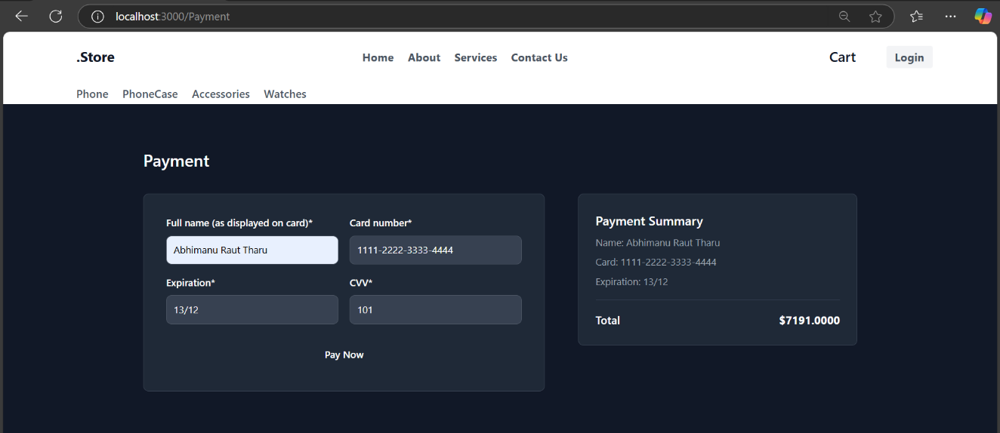 localhost:3000/Payment
.Store Home About Services Contact Us Cart Login
Phone PhoneCase Accessories Watches
Payment
Full name (as displayed on card)* Card number*
Abhimanu Raut Tharu 1111-2222-3333-4444
Expiration* CVV*
13/12 101
Pay Now
Payment Summary
Name: Abhimanu Raut Tharu
Card: 1111-2222-3333-4444
Expiration: 13/12
Total $7191.0000